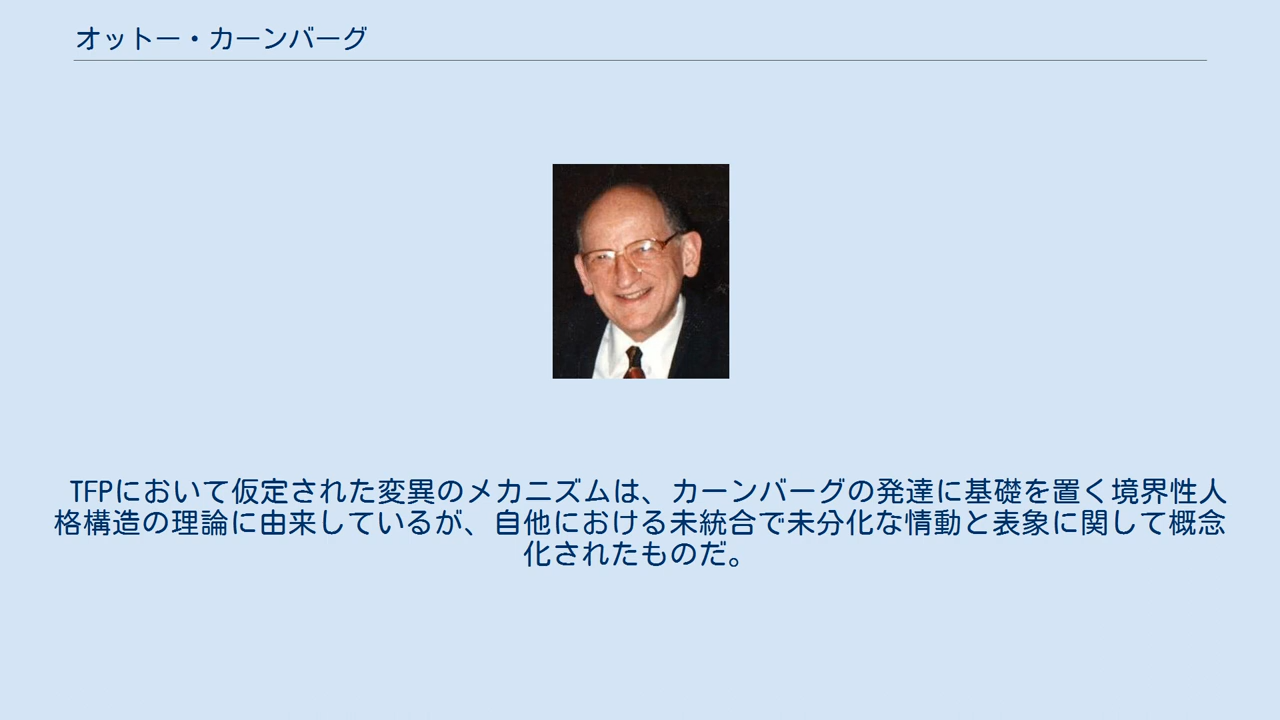 オットー・カーンバーグ
TFPにおいて仮定された変異のメカニズムは、カーンバーグの発達に基礎を置く境界性人
格構造の理論に由来しているが、自他における未統合で未分化な情動と表象に関して概念
化されたものだ。